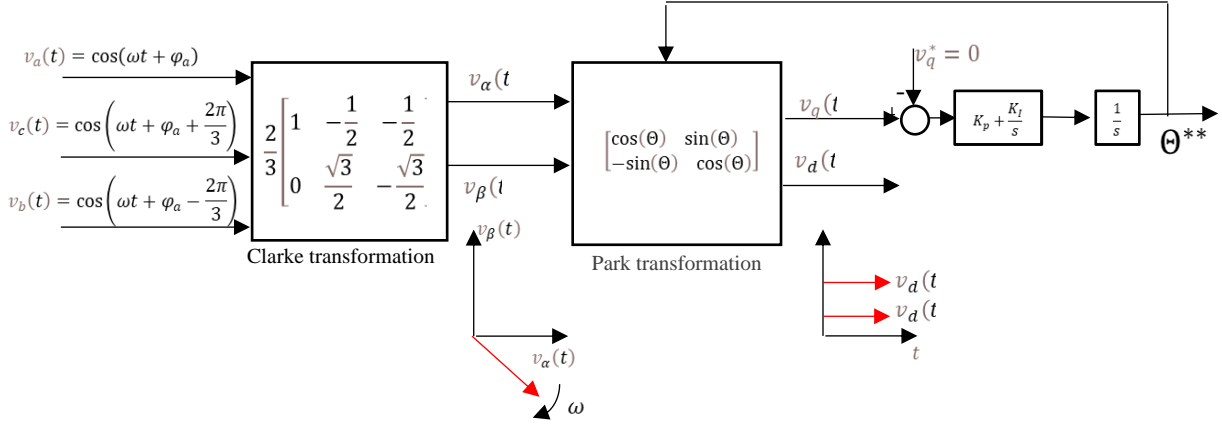 v_a(t) = cos(ωt + φ_a)
v_c(t) = cos(ωt + φ_a + 2π/3)
v_b(t) = cos(ωt + φ_a − 2π/3)
2/3 [1 −1/2 −1/2
0 √3/2 −√3/2]
Clarke transformation
v_α(t
v_β(t
[cos(Θ) sin(Θ)
−sin(Θ) cos(Θ)]
Park transformation
v_q(t
v_d(t
v_q^* = 0
-
+
K_p + K_I/s
1/s
Θ**
v_β(t)
v_α(t)
ω
v_d(t
v_d(t
t